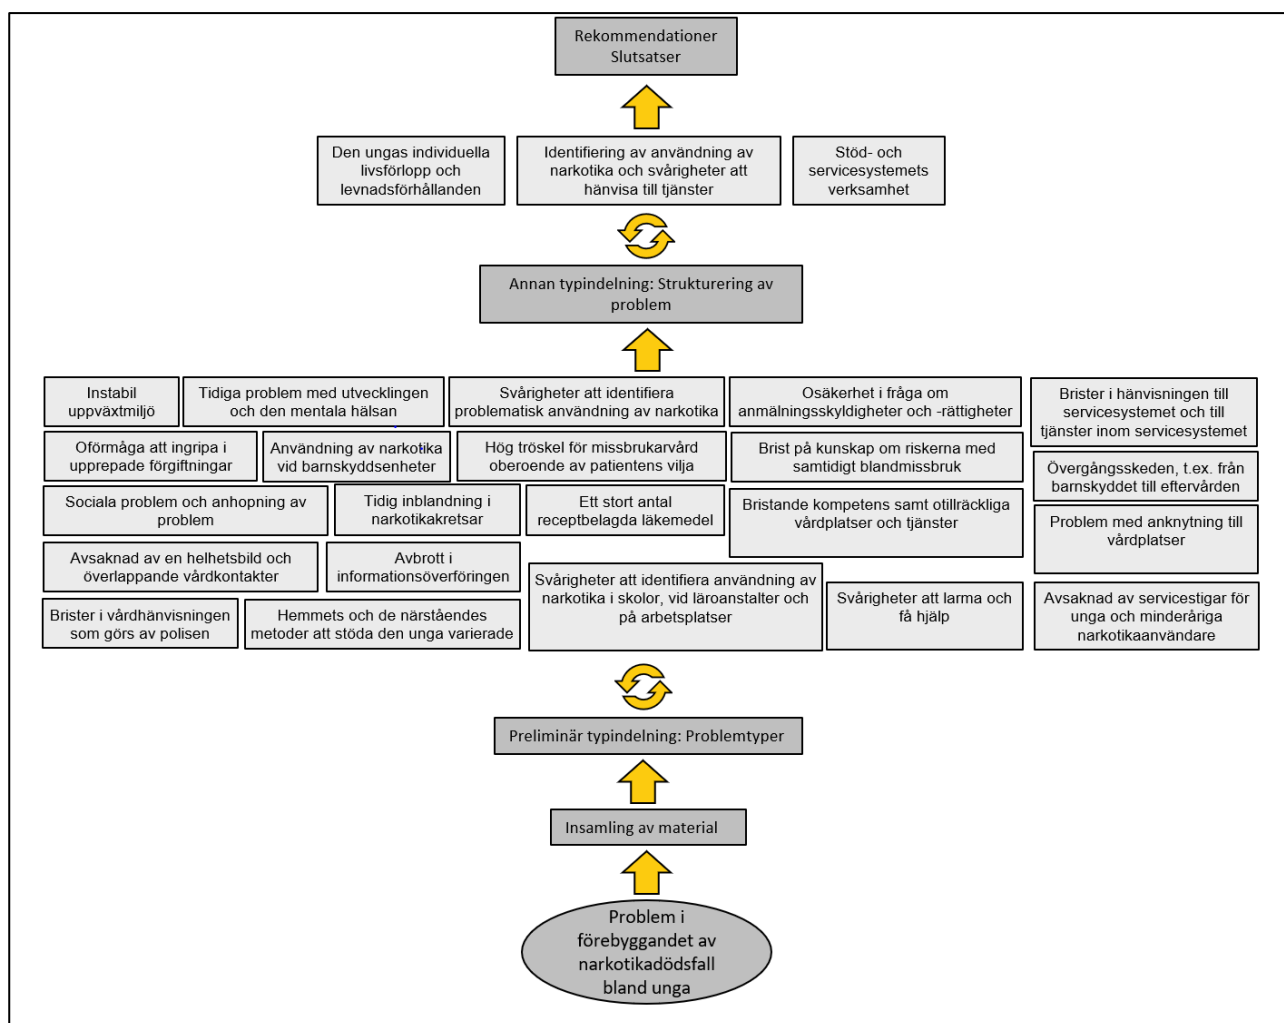 Rekommendationer
Slutsatser
Den ungas individuella
livsförlopp och
levnadsförhållanden
Identifiering av användning av
narkotika och svårigheter att
hänvisa till tjänster
Stöd- och
servicesystemets
verksamhet
Annan typindelning: Strukturering av
problem
Instabil
uppväxtmiljö
Tidiga problem med utvecklingen
och den mentala hälsan
Svårigheter att identifiera
problematisk användning av narkotika
Osäkerhet i fråga om
anmälningsskyldigheter och -rättigheter
Brister i hänvisningen till
servicesystemet och till
tjänster inom servicesystemet
Oförmåga att ingripa i
upprepade förgiftningar
Användning av narkotika
vid barnskyddsenheter
Hög tröskel för missbrukarvård
oberoende av patientens vilja
Brist på kunskap om riskerna med
samtidigt blandmissbruk
Övergångsskeden, t.ex. från
barnskyddet till eftervården
Sociala problem och anhopning av
problem
Tidig inblandning i
narkotikakretsar
Ett stort antal
receptbelagda läkemedel
Bristande kompetens samt otillräckliga
vårdplatser och tjänster
Problem med anknytning till
vårdplatser
Avsaknad av en helhetsbild och
överlappande vårdkontakter
Avbrott i
informationsöverföringen
Svårigheter att identifiera användning av
narkotika i skolor, vid läroanstalter och
på arbetsplatser
Svårigheter att larma och
få hjälp
Avsaknad av servicestigar för
unga och minderåriga
narkotikaanvändare
Brister i vårdhänvisningen
som görs av polisen
Hemmets och de närståendes
metoder att stöda den unga varierade
Preliminär typindelning: Problemtyper
Insamling av material
Problem i
förebyggandet av
narkotikadödsfall
bland unga